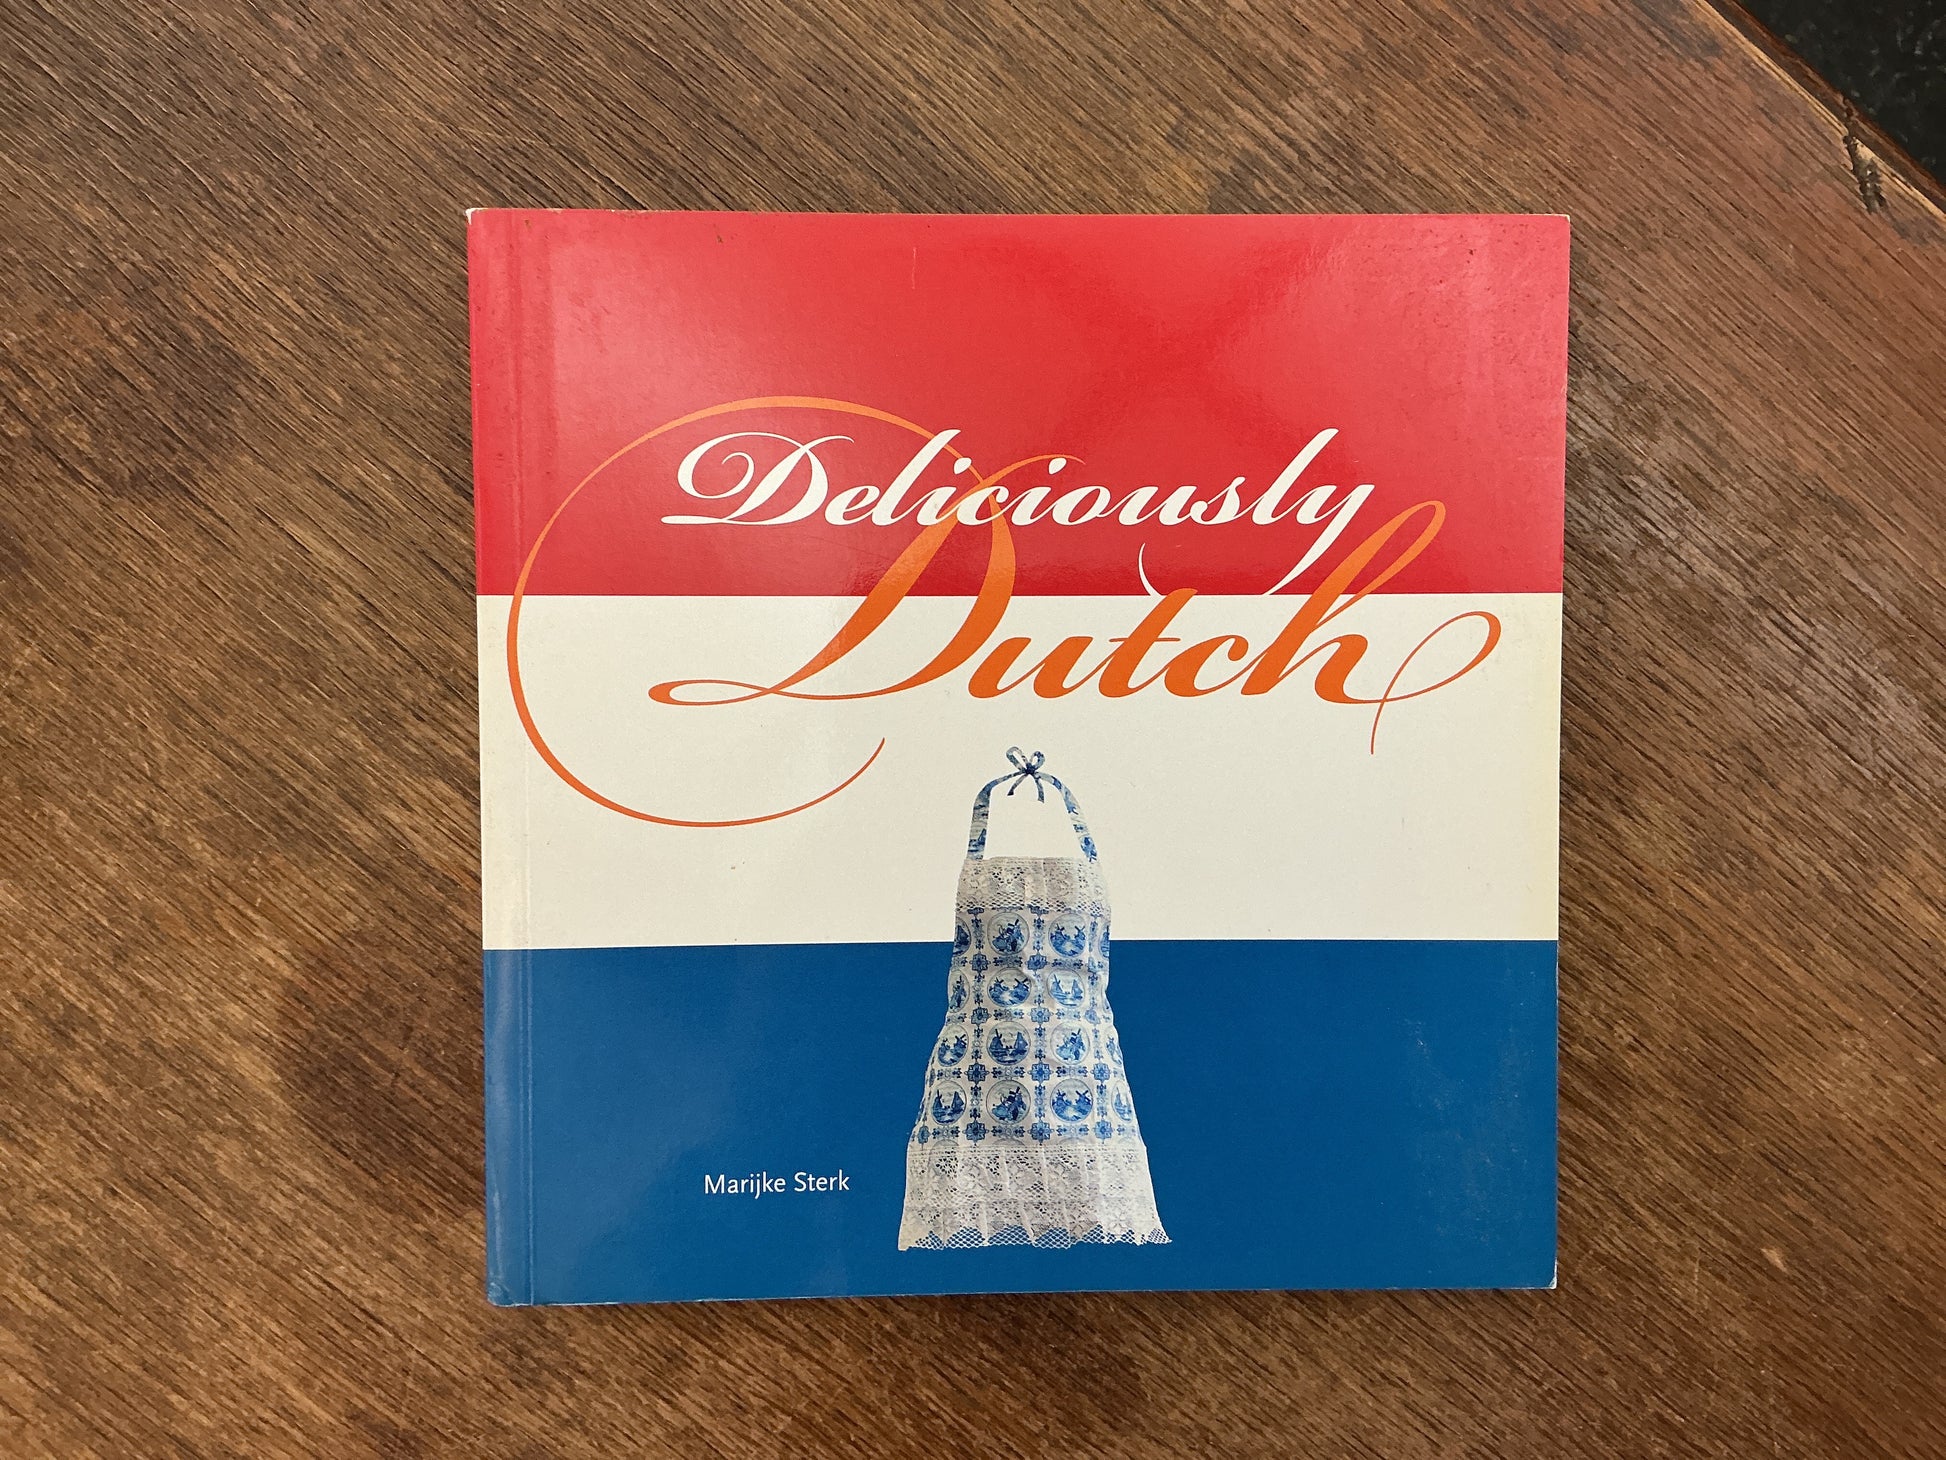 Deliciously
Dutch
Marijke Sterk